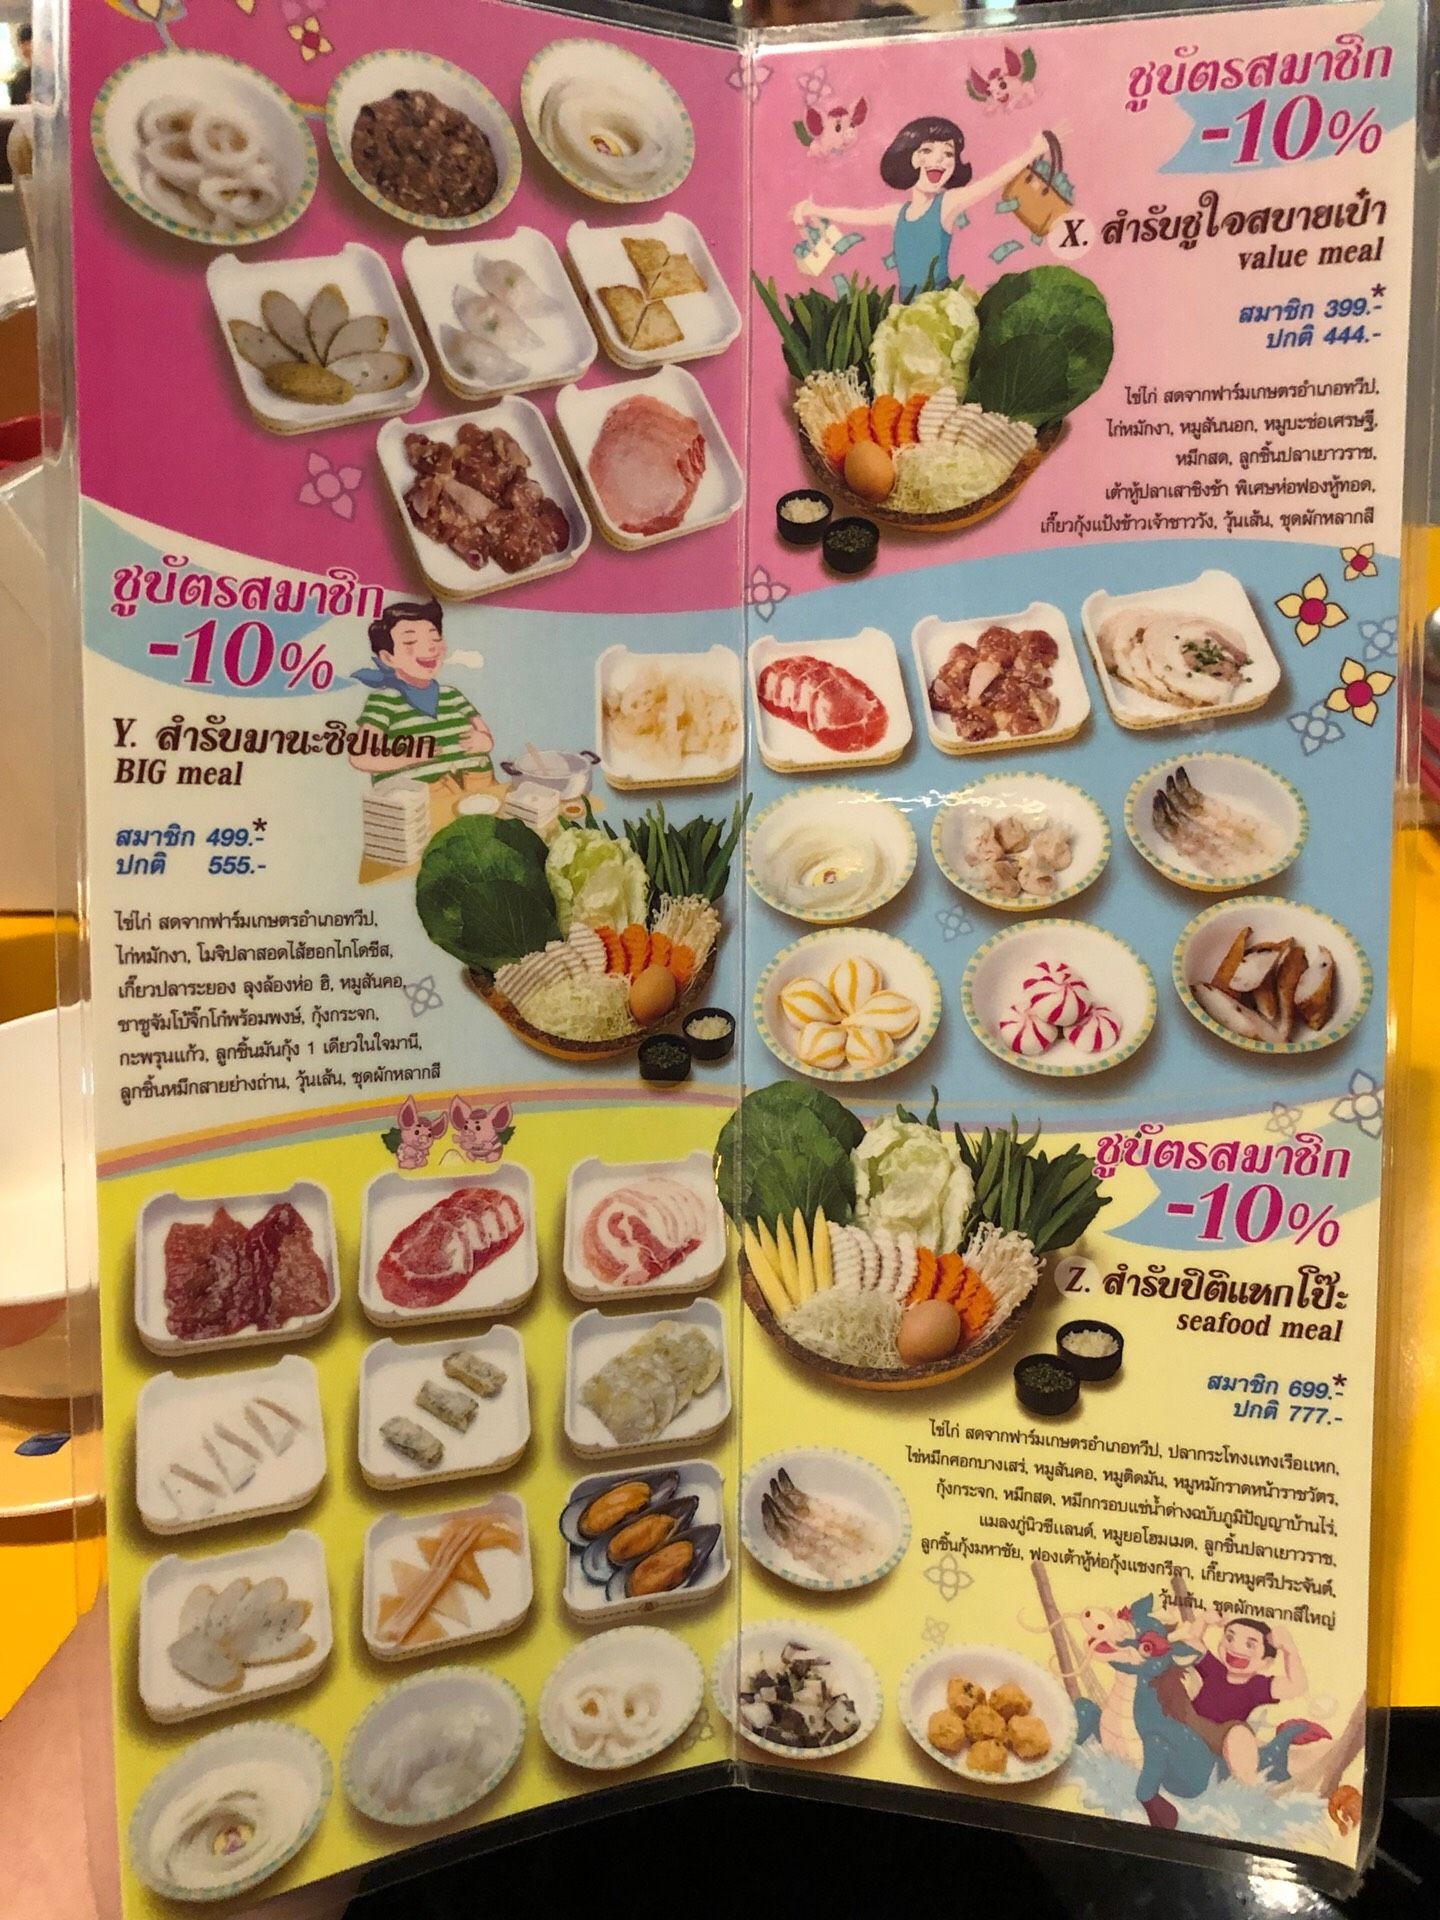 ชูบัตรสมาชิก
-10%
X. สำรับชูใจสบายเป๋า
value meal
สมาชิก 399.-*
ปกติ 444.-
ไข่ไก่ สดจากฟาร์มเกษตรอำเภอทวีป,
ไก่หมักงา, หมูสันนอก, หมูบะช่อเศรษฐี,
หมึกสด, ลูกชิ้นปลาเยาวราช,
เต้าหู้ปลาเสาชิงช้า พิเศษห่อฟองหู้ทอด,
เกี๊ยวกุ้งแป้งข้าวเจ้าชาววัง, วุ้นเส้น, ชุดผักหลากสี
ชูบัตรสมาชิก
-10%
Y. สำรับมานะซิปแตก
BIG meal
สมาชิก 499.-*
ปกติ 555.-
ไข่ไก่ สดจากฟาร์มเกษตรอำเภอทวีป,
ไก่หมักงา, โมจิปลาสอดไส้ฮอกไกโดชีส,
เกี๊ยวปลาระยอง ลุงล้องห่อ ฮิ, หมูสันคอ,
ชาชูจัมโบ้จิ๊กโก๋พร้อมพงษ์, กุ้งกระจก,
กะพรุนแก้ว, ลูกชิ้นมันกุ้ง 1 เดียวในใจมานี,
ลูกชิ้นหมึกสายย่างถ่าน, วุ้นเส้น, ชุดผักหลากสี
ชูบัตรสมาชิก
-10%
Z. สำรับปิติแหกโป๊ะ
seafood meal
สมาชิก 699.-*
ปกติ 777.-
ไข่ไก่ สดจากฟาร์มเกษตรอำเภอทวีป, ปลากระโทงแทงเรือแหก,
ไข่หมึกศอกบางเสร่, หมูสันคอ, หมูติดมัน, หมูหมักราดหน้าราชวัตร,
กุ้งกระจก, หมึกสด, หมึกกรอบแช่น้ำด่างฉบับภูมิปัญญาบ้านไร่,
แมลงภู่นิวซีแลนด์, หมูยอโฮมเมด, ลูกชิ้นปลาเยาวราช,
ลูกชิ้นกุ้งมหาชัย, ฟองเต้าหู้ห่อกุ้งแชงกรีลา, เกี๊ยวหมูศรีประจันต์,
วุ้นเส้น, ชุดผักหลากสีใหญ่